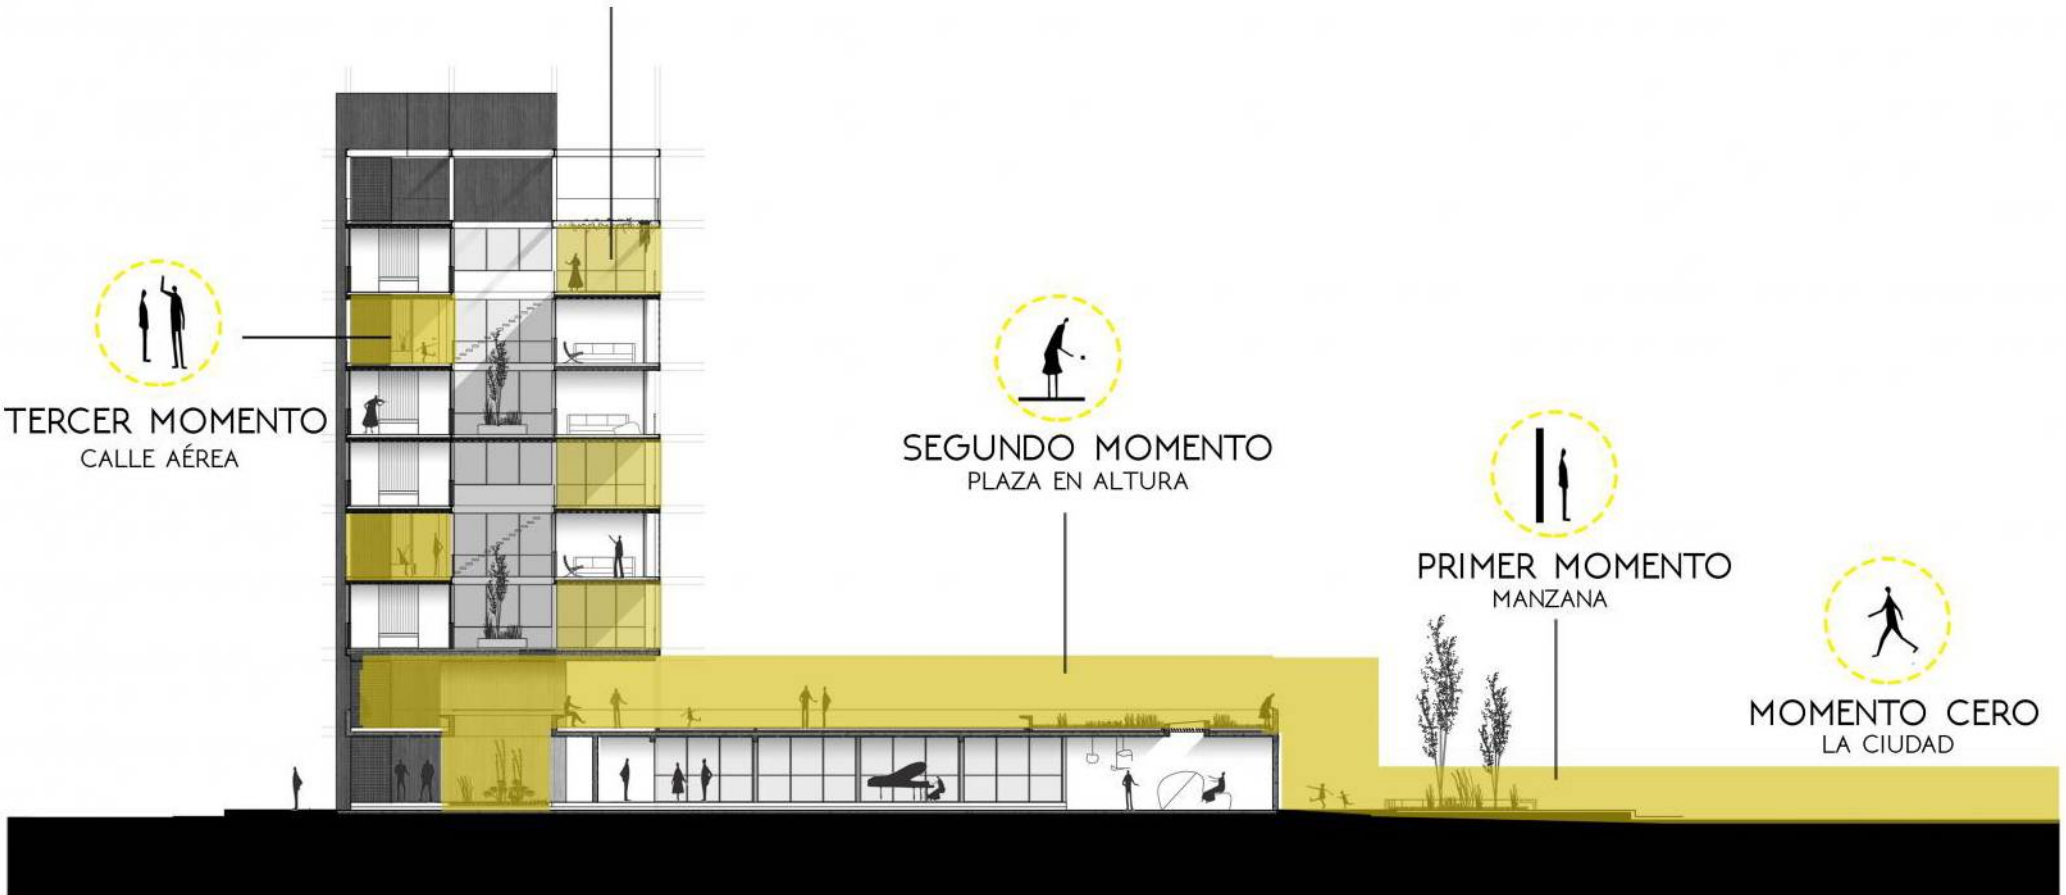 TERCER MOMENTO
CALLE AÉREA
SEGUNDO MOMENTO
PLAZA EN ALTURA
PRIMER MOMENTO
MANZANA
MOMENTO CERO
LA CIUDAD